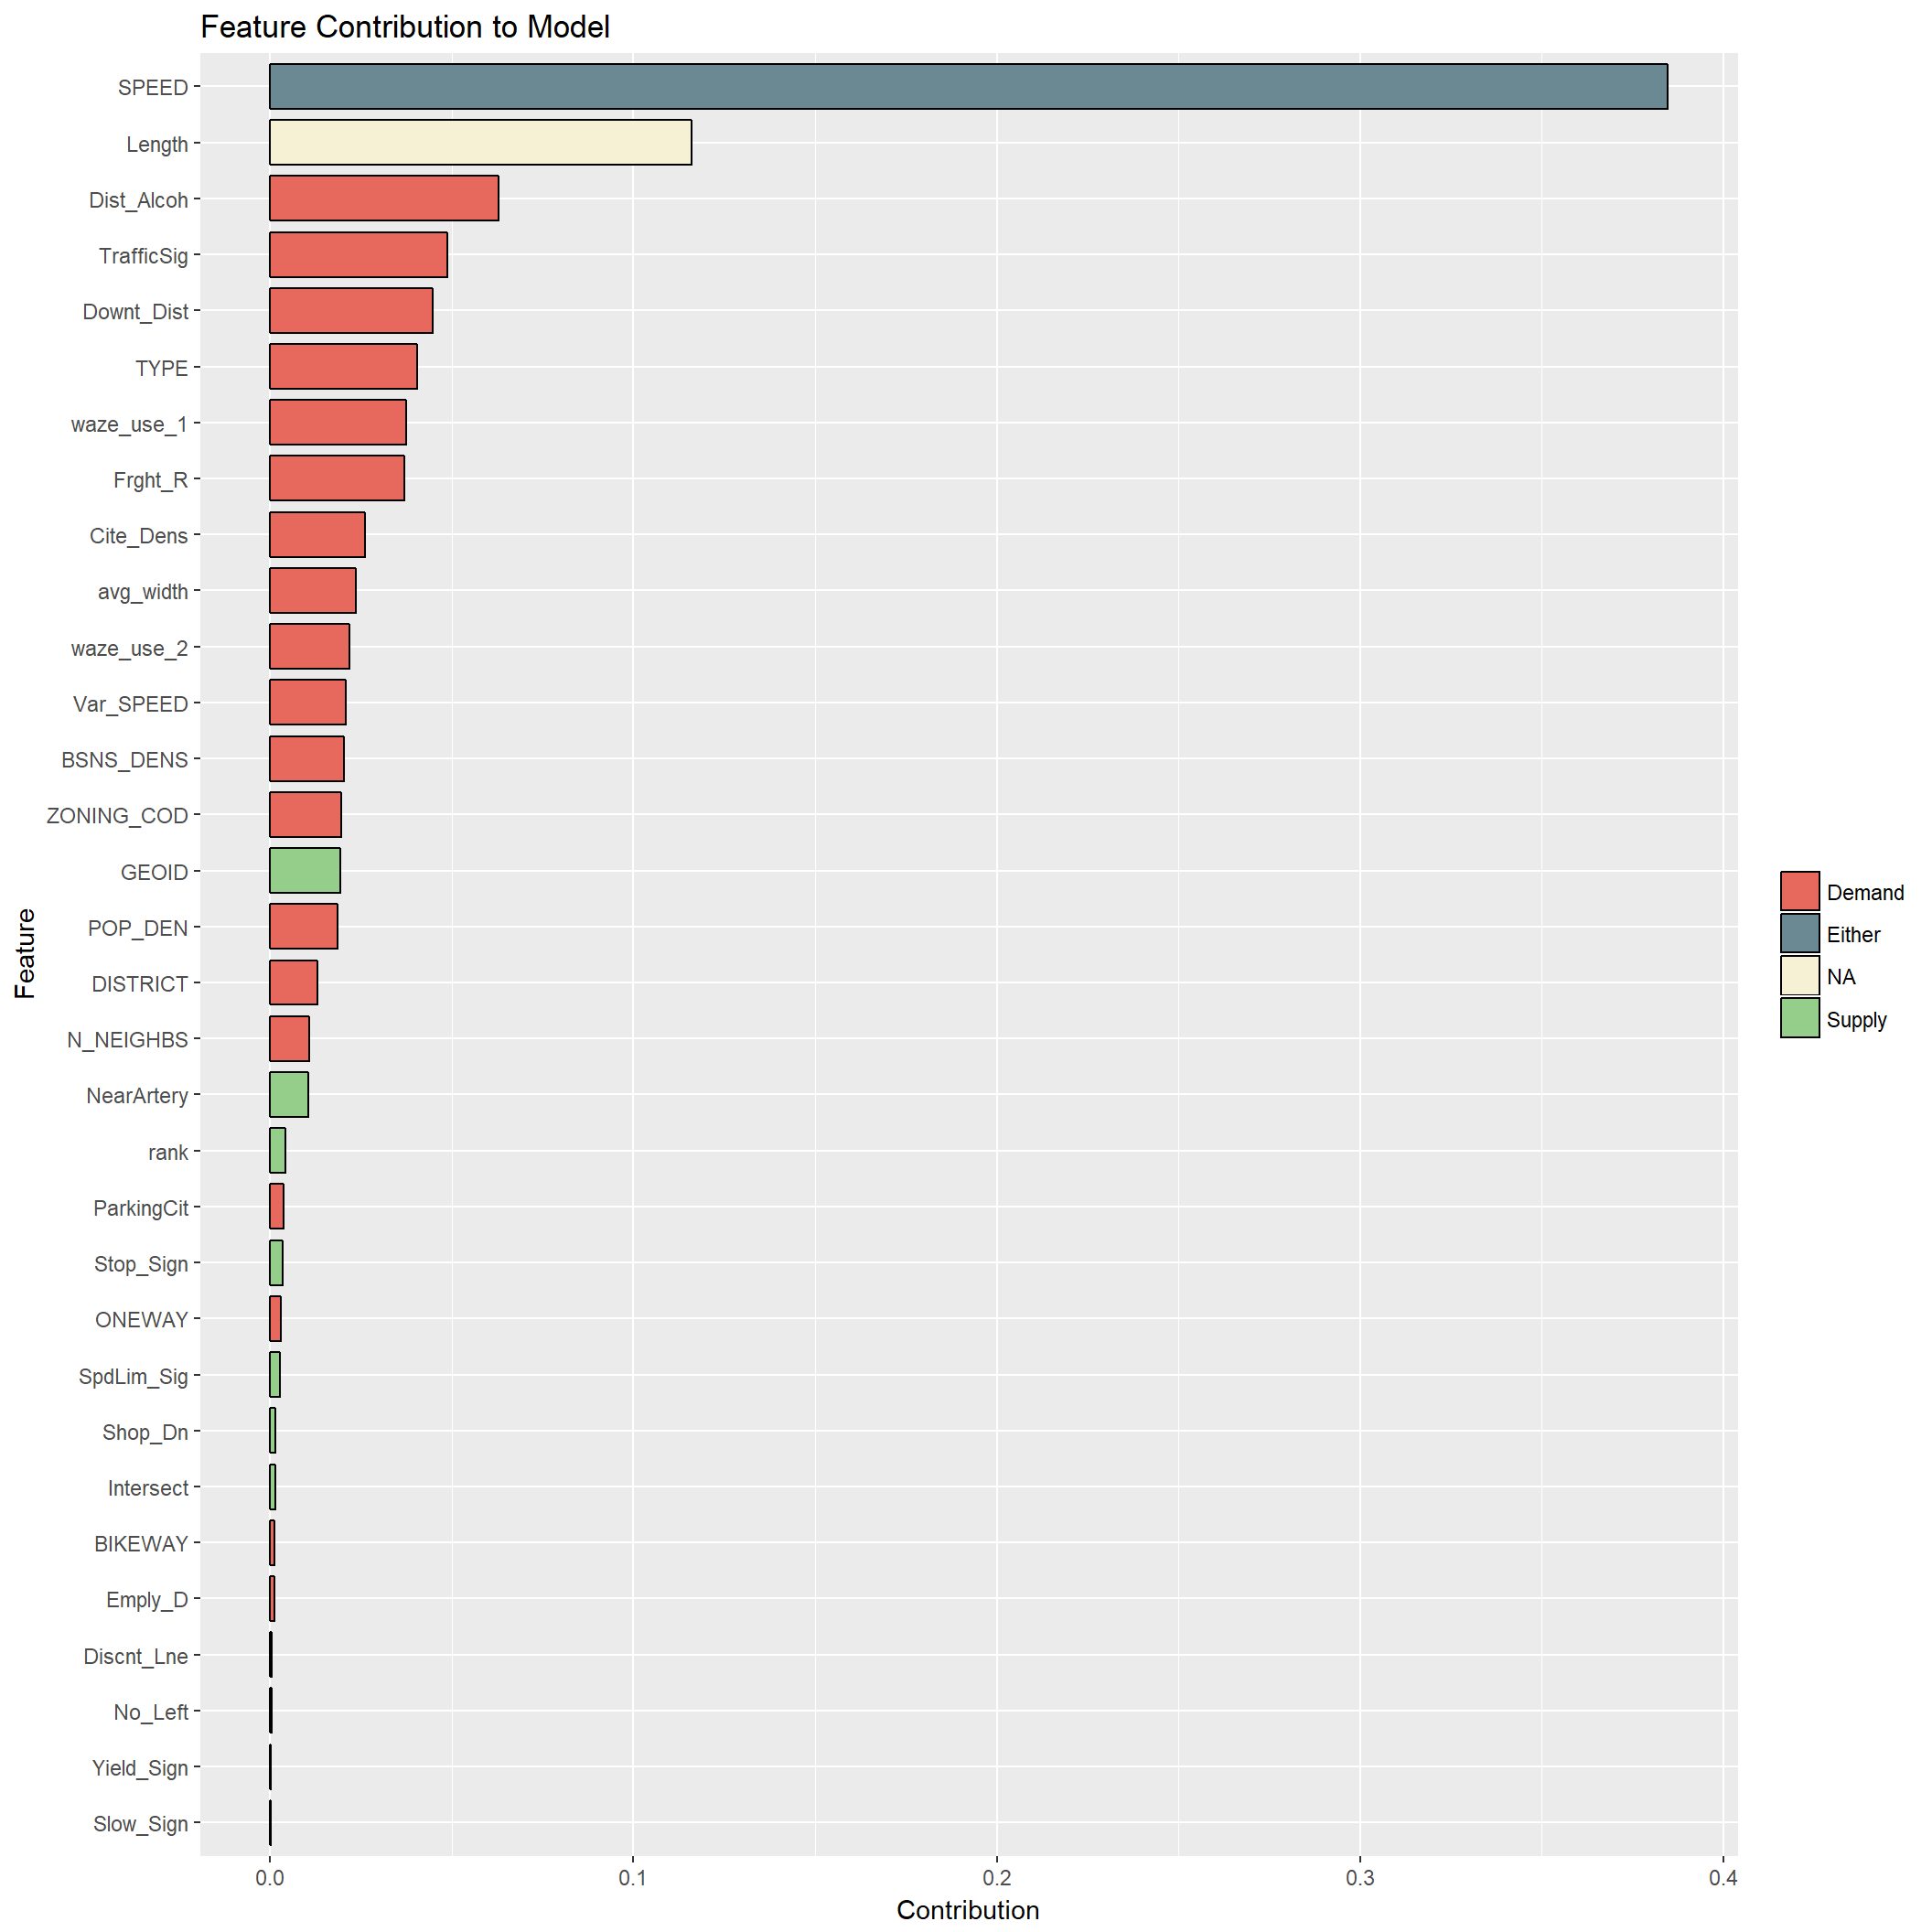 Feature Contribution to Model
SPEED
Length
Dist_Alcoh
TrafficSig
Downt_Dist
TYPE
waze_use_1
Frght_R
Cite_Dens
avg_width
waze_use_2
Var_SPEED
BSNS_DENS
ZONING_COD
GEOID
POP_DEN
DISTRICT
N_NEIGHBS
NearArtery
rank
ParkingCit
Stop_Sign
ONEWAY
SpdLim_Sig
Shop_Dn
Intersect
BIKEWAY
Emply_D
Discnt_Lne
No_Left
Yield_Sign
Slow_Sign
Feature
0.0 0.1 0.2 0.3 0.4
Contribution
Demand
Either
NA
Supply